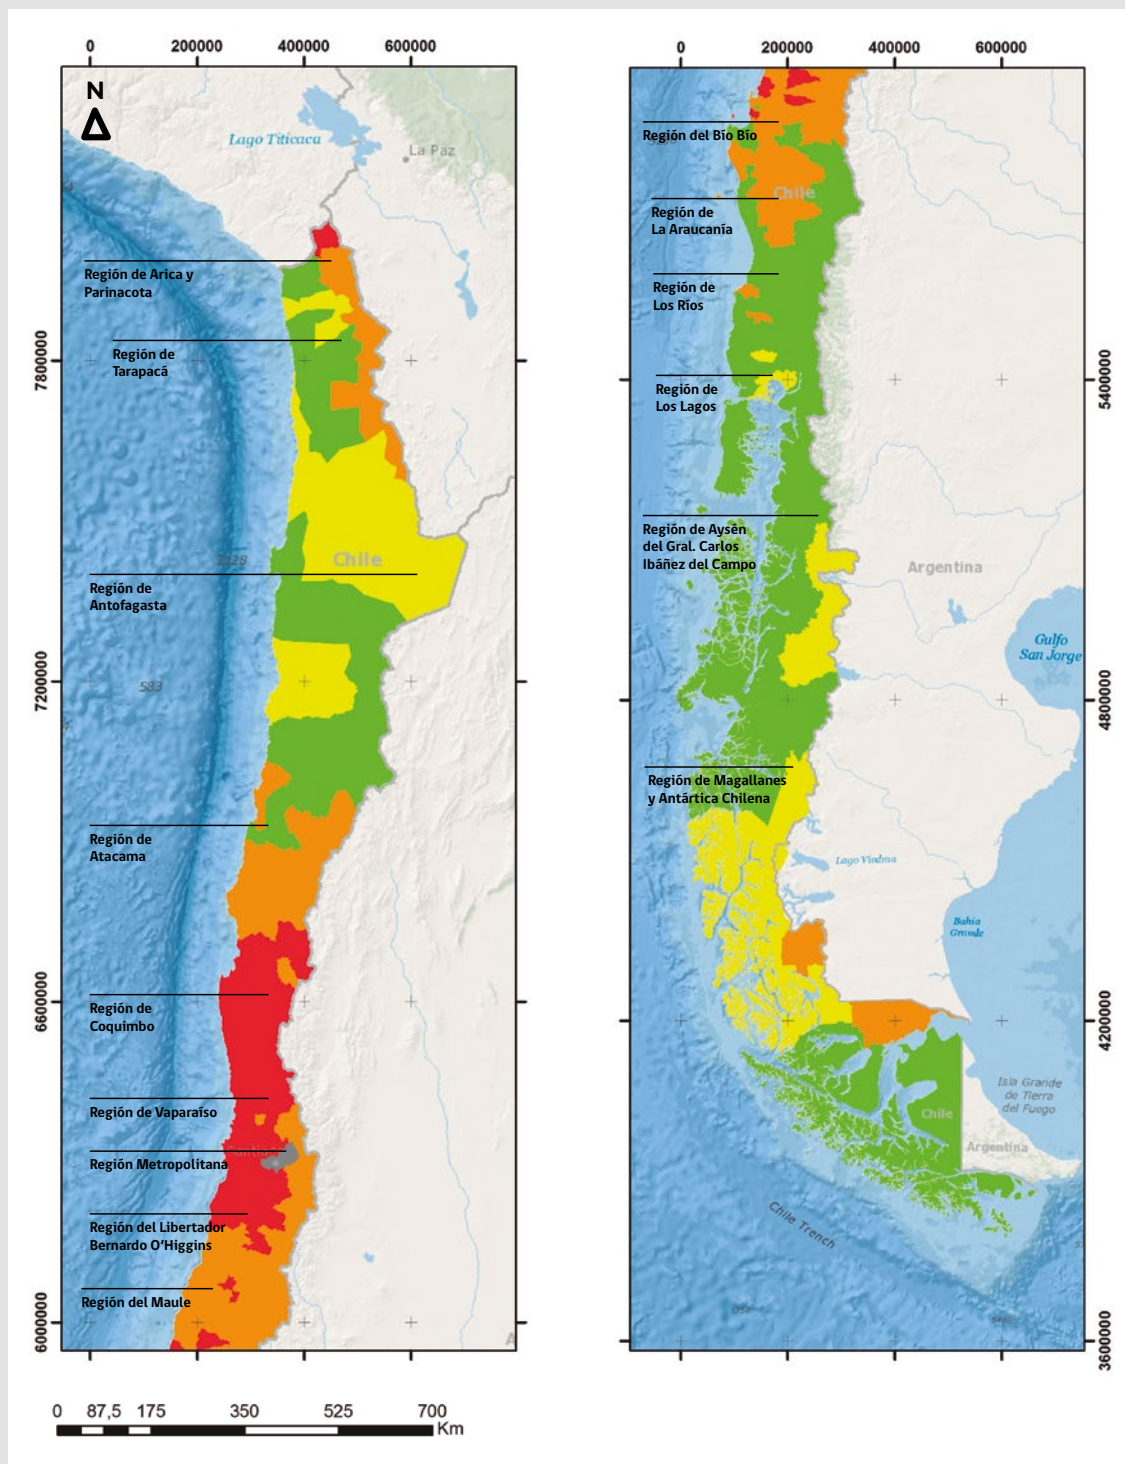 0 200000 400000 600000
N
Lago Titicaca
La Paz
Región de Arica y
Parinacota
Región de
Tarapacá
7800000
Chile
Región de
Antofagasta
7200000
583
Región de
Atacama
6600000
Región de
Coquimbo
Región de Vaparaíso
Región Metropolitana
Región del Libertador
Bernardo O’Higgins
Región del Maule
6000000
0 87,5 175 350 525 700
Km
0 200000 400000 600000
Región del Bío Bío
Chile
Región de
La Araucanía
Región de
Los Ríos
5400000
Región de
Los Lagos
Región de Aysén
del Gral. Carlos
Ibáñez del Campo
Argentina
Gulfo
San Jorge
4800000
Región de Magallanes
y Antártica Chilena
Lago Viedma
Bahia
Grande
4200000
Isla Grande
de Tierra
del Fuego
Chile
Argentina
Chile Trench
3600000